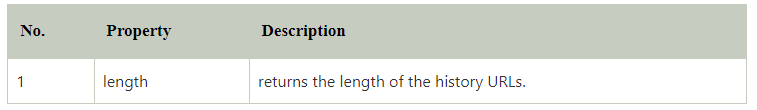 No. Property Description
1 length returns the length of the history URLs.